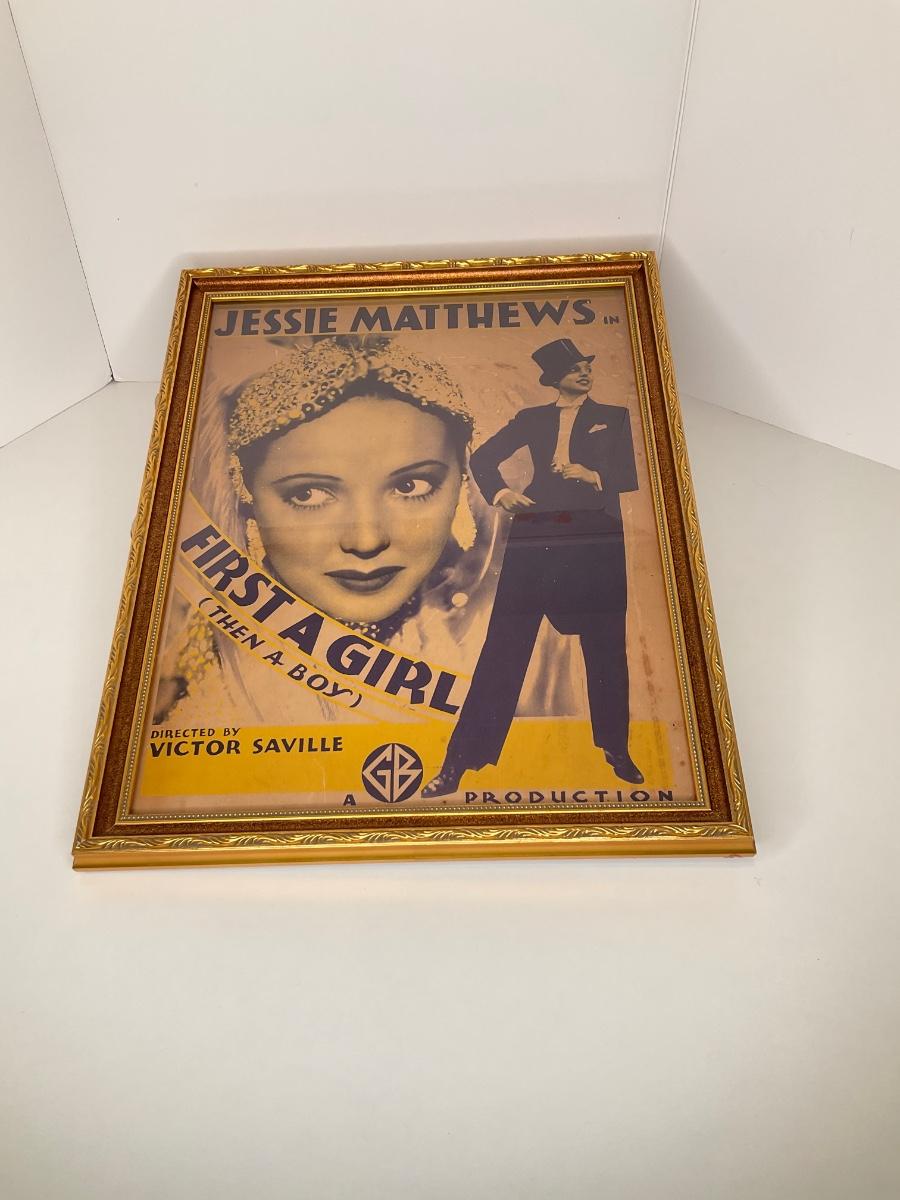 JESSIE MATTHEWS IN
FIRST A GIRL
(THEN A BOY)
DIRECTED BY
VICTOR SAVILLE
A GB PRODUCTION